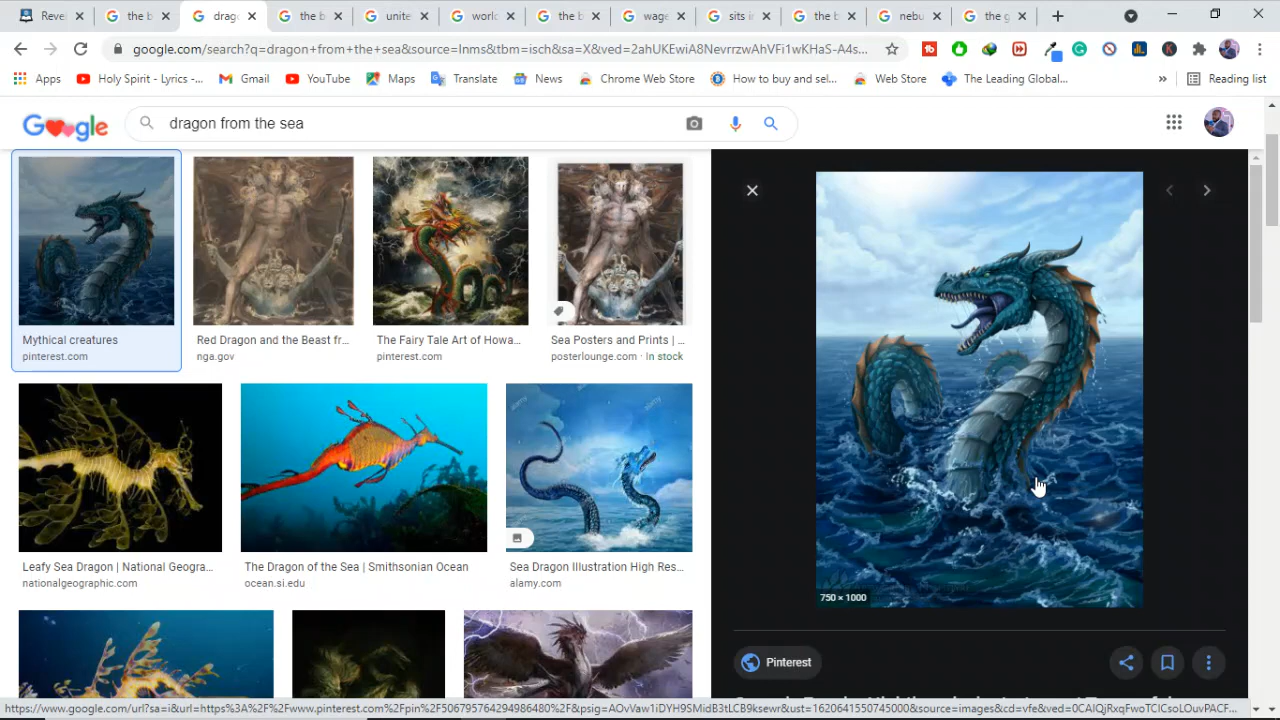 Reve
the b
drago
the b
unite
world
the b
wage
sits in
the b
nebu
the g
google.com/search?q=dragon+from+the+sea&source=lnms&tbm=isch&sa=X&ved=2ahUKEwiA8NevrrzwAhVFi1wKHaS-A4s...
Apps
Holy Spirit - Lyrics -...
Gmail
YouTube
Maps
Translate
News
Chrome Web Store
How to buy and sel...
Web Store
The Leading Global...
»
Reading list
Google
dragon from the sea
Mythical creatures
pinterest.com
Red Dragon and the Beast fr...
nga.gov
The Fairy Tale Art of Howa...
pinterest.com
Sea Posters and Prints | ...
posterlounge.com · In stock
Leafy Sea Dragon | National Geogra...
nationalgeographic.com
The Dragon of the Sea | Smithsonian Ocean
ocean.si.edu
Sea Dragon Illustration High Res...
alamy.com
750 × 1000
Pinterest